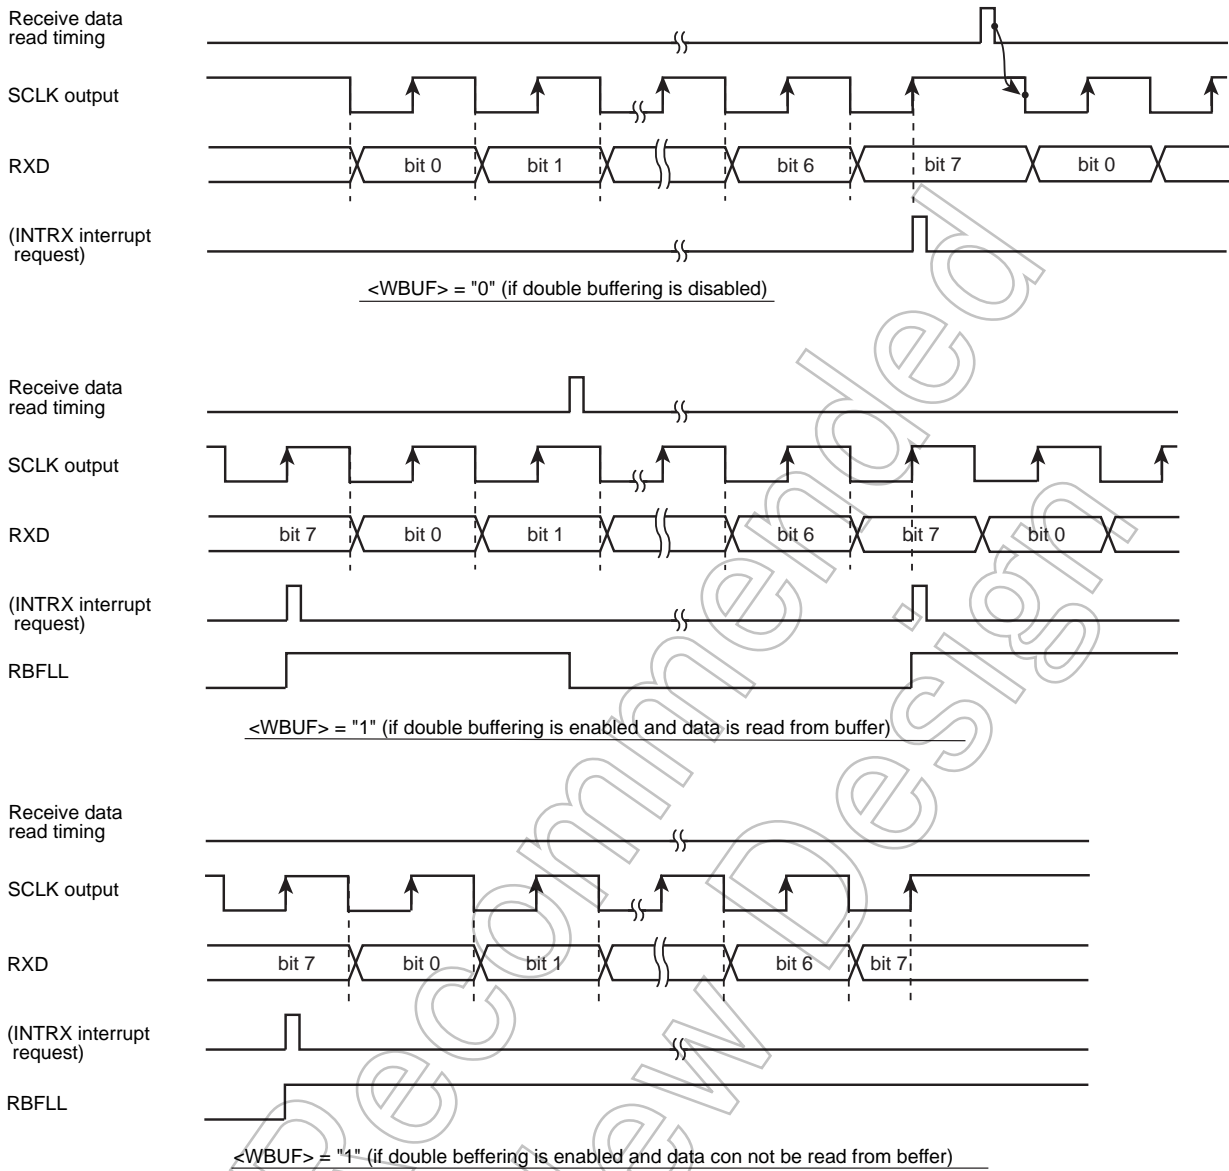 Receive data
read timing
SCLK output
RXD
bit 0
bit 1
bit 6
bit 7
bit 0
(INTRX interrupt
request)
<WBUF> = "0" (if double buffering is disabled)
Receive data
read timing
SCLK output
RXD
bit 7
bit 0
bit 1
bit 6
bit 7
bit 0
(INTRX interrupt
request)
RBFLL
<WBUF> = "1" (if double buffering is enabled and data is read from buffer)
Receive data
read timing
SCLK output
RXD
bit 7
bit 0
bit 1
bit 6
bit 7
(INTRX interrupt
request)
RBFLL
<WBUF> = "1" (if double beffering is enabled and data con not be read from beffer)
Recommended
Design